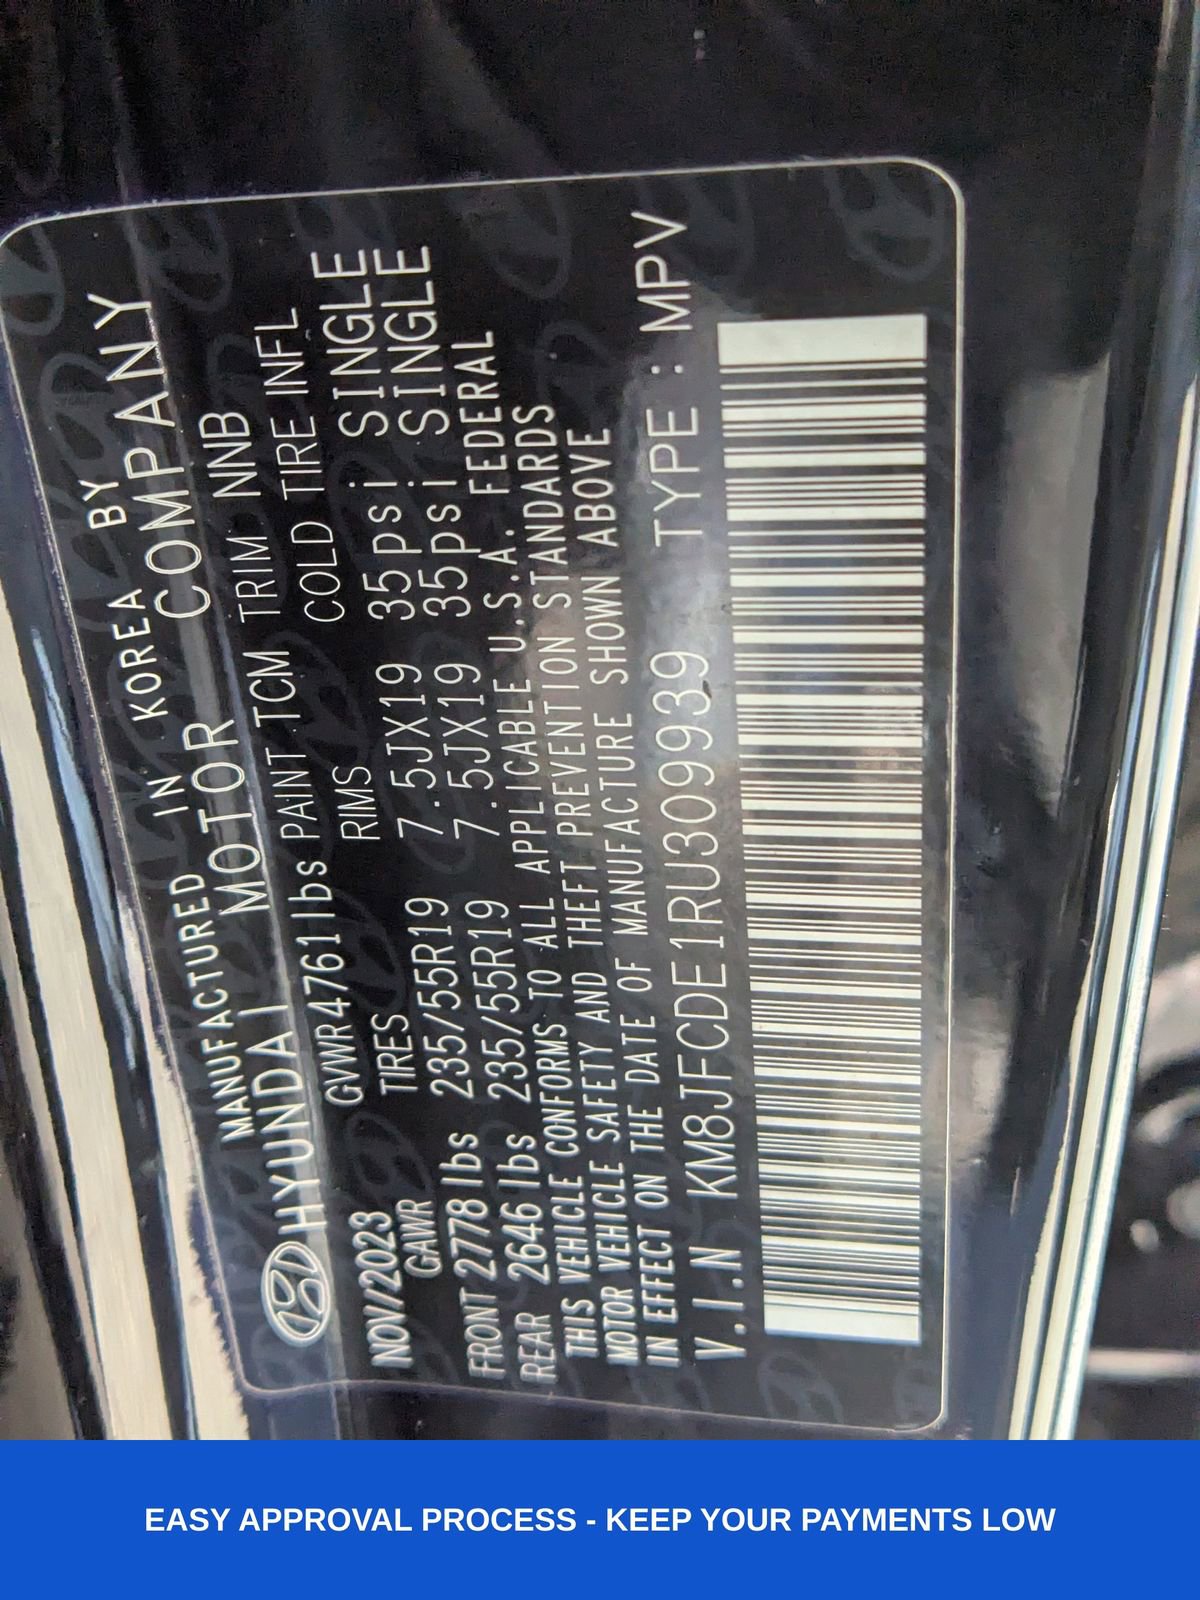 MANUFACTURED IN KOREA BY
HYUNDAI MOTOR COMPANY
GVWR 4761lbs PAINT TCM TRIM NNB
NOV/2023
GAWR TIRES RIMS COLD TIRE INFL
FRONT 2778 lbs 235/55R19 7.5JX19 35psi SINGLE
REAR 2646 lbs 235/55R19 7.5JX19 35psi SINGLE
THIS VEHICLE CONFORMS TO ALL APPLICABLE U.S.A. FEDERAL
MOTOR VEHICLE SAFETY AND THEFT PREVENTION STANDARDS
IN EFFECT ON THE DATE OF MANUFACTURE SHOWN ABOVE
V.I.N KM8JFCDE1RU309939 TYPE : MPV
EASY APPROVAL PROCESS - KEEP YOUR PAYMENTS LOW